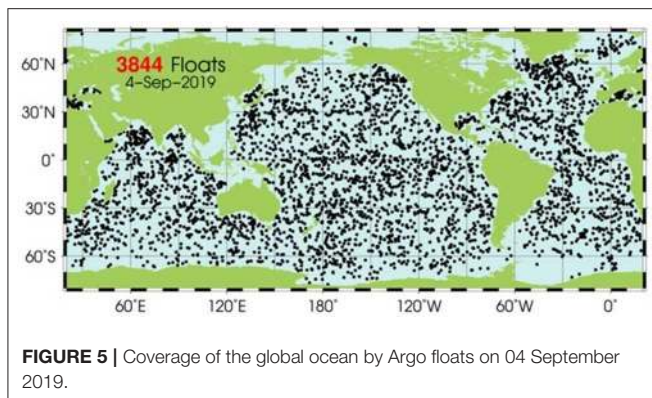 3844 Floats
4-Sep-2019
60°N
30°N
0°
30°S
60°S
60°E 120°E 180° 120°W 60°W 0°
FIGURE 5 | Coverage of the global ocean by Argo floats on 04 September
2019.